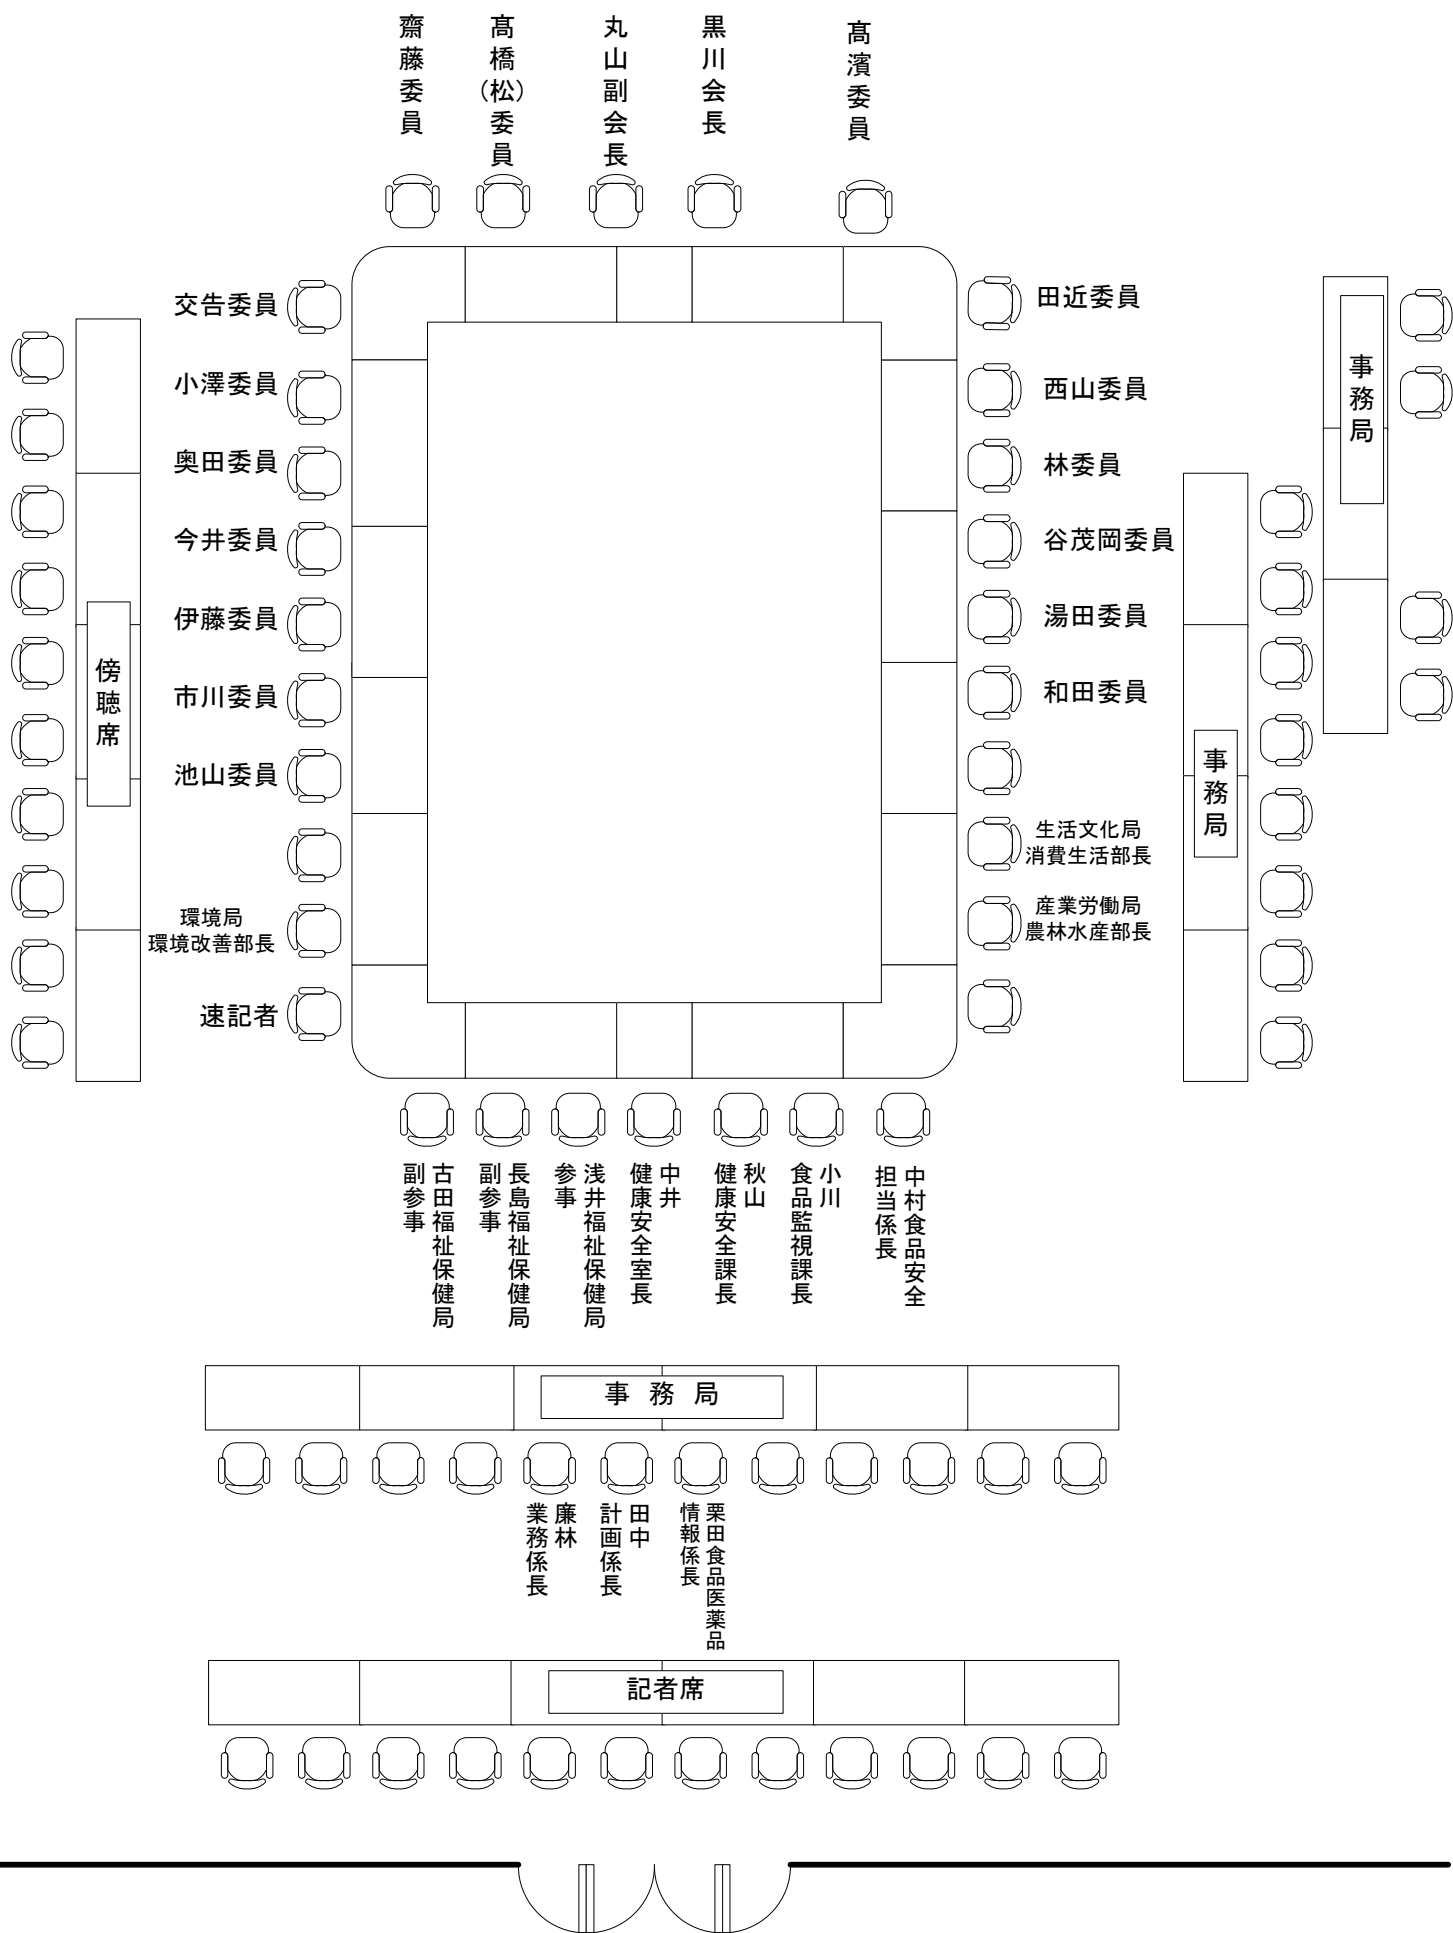 齋藤委員
髙橋（松）委員
丸山副会長
黒川会長
髙濱委員
交告委員
小澤委員
奥田委員
今井委員
伊藤委員
市川委員
池山委員
環境局
環境改善部長
速記者
田近委員
西山委員
林委員
谷茂岡委員
湯田委員
和田委員
生活文化局
消費生活部長
産業労働局
農林水産部長
傍聴席
事務局
事務局
古田福祉保健局
副参事
長島福祉保健局
副参事
浅井福祉保健局
参事
中井
健康安全室長
秋山
健康安全課長
小川
食品監視課長
中村食品安全
担当係長
事務局
廉林
業務係長
田中
計画係長
栗田食品医薬品
情報係長
記者席